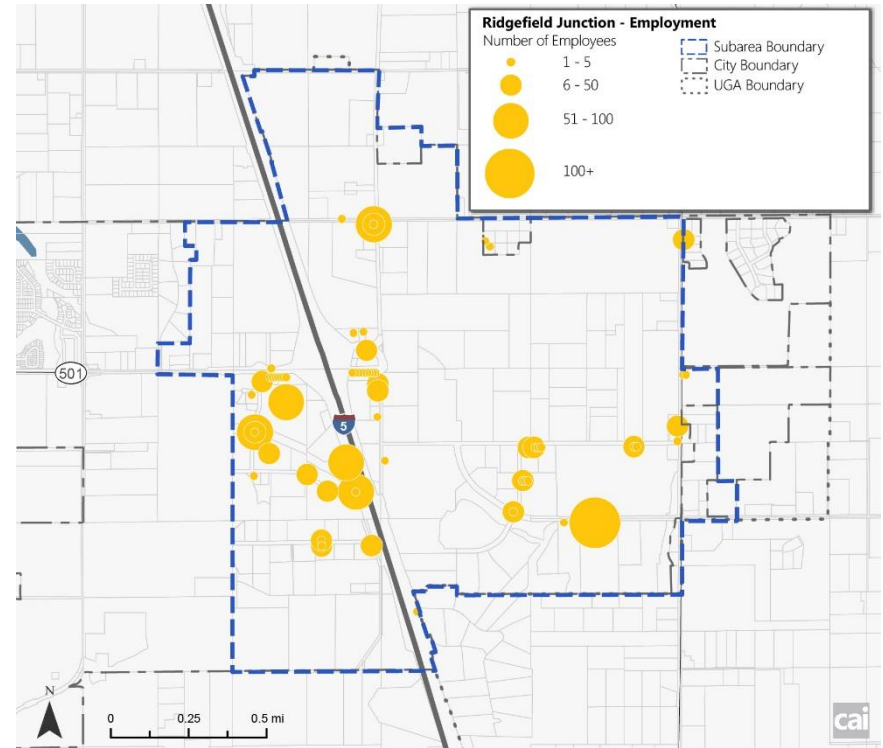 Ridgefield Junction - Employment
Number of Employees
1 - 5
6 - 50
51 - 100
100+
Subarea Boundary
City Boundary
UGA Boundary
501
5
N
0 0.25 0.5 mi
cai